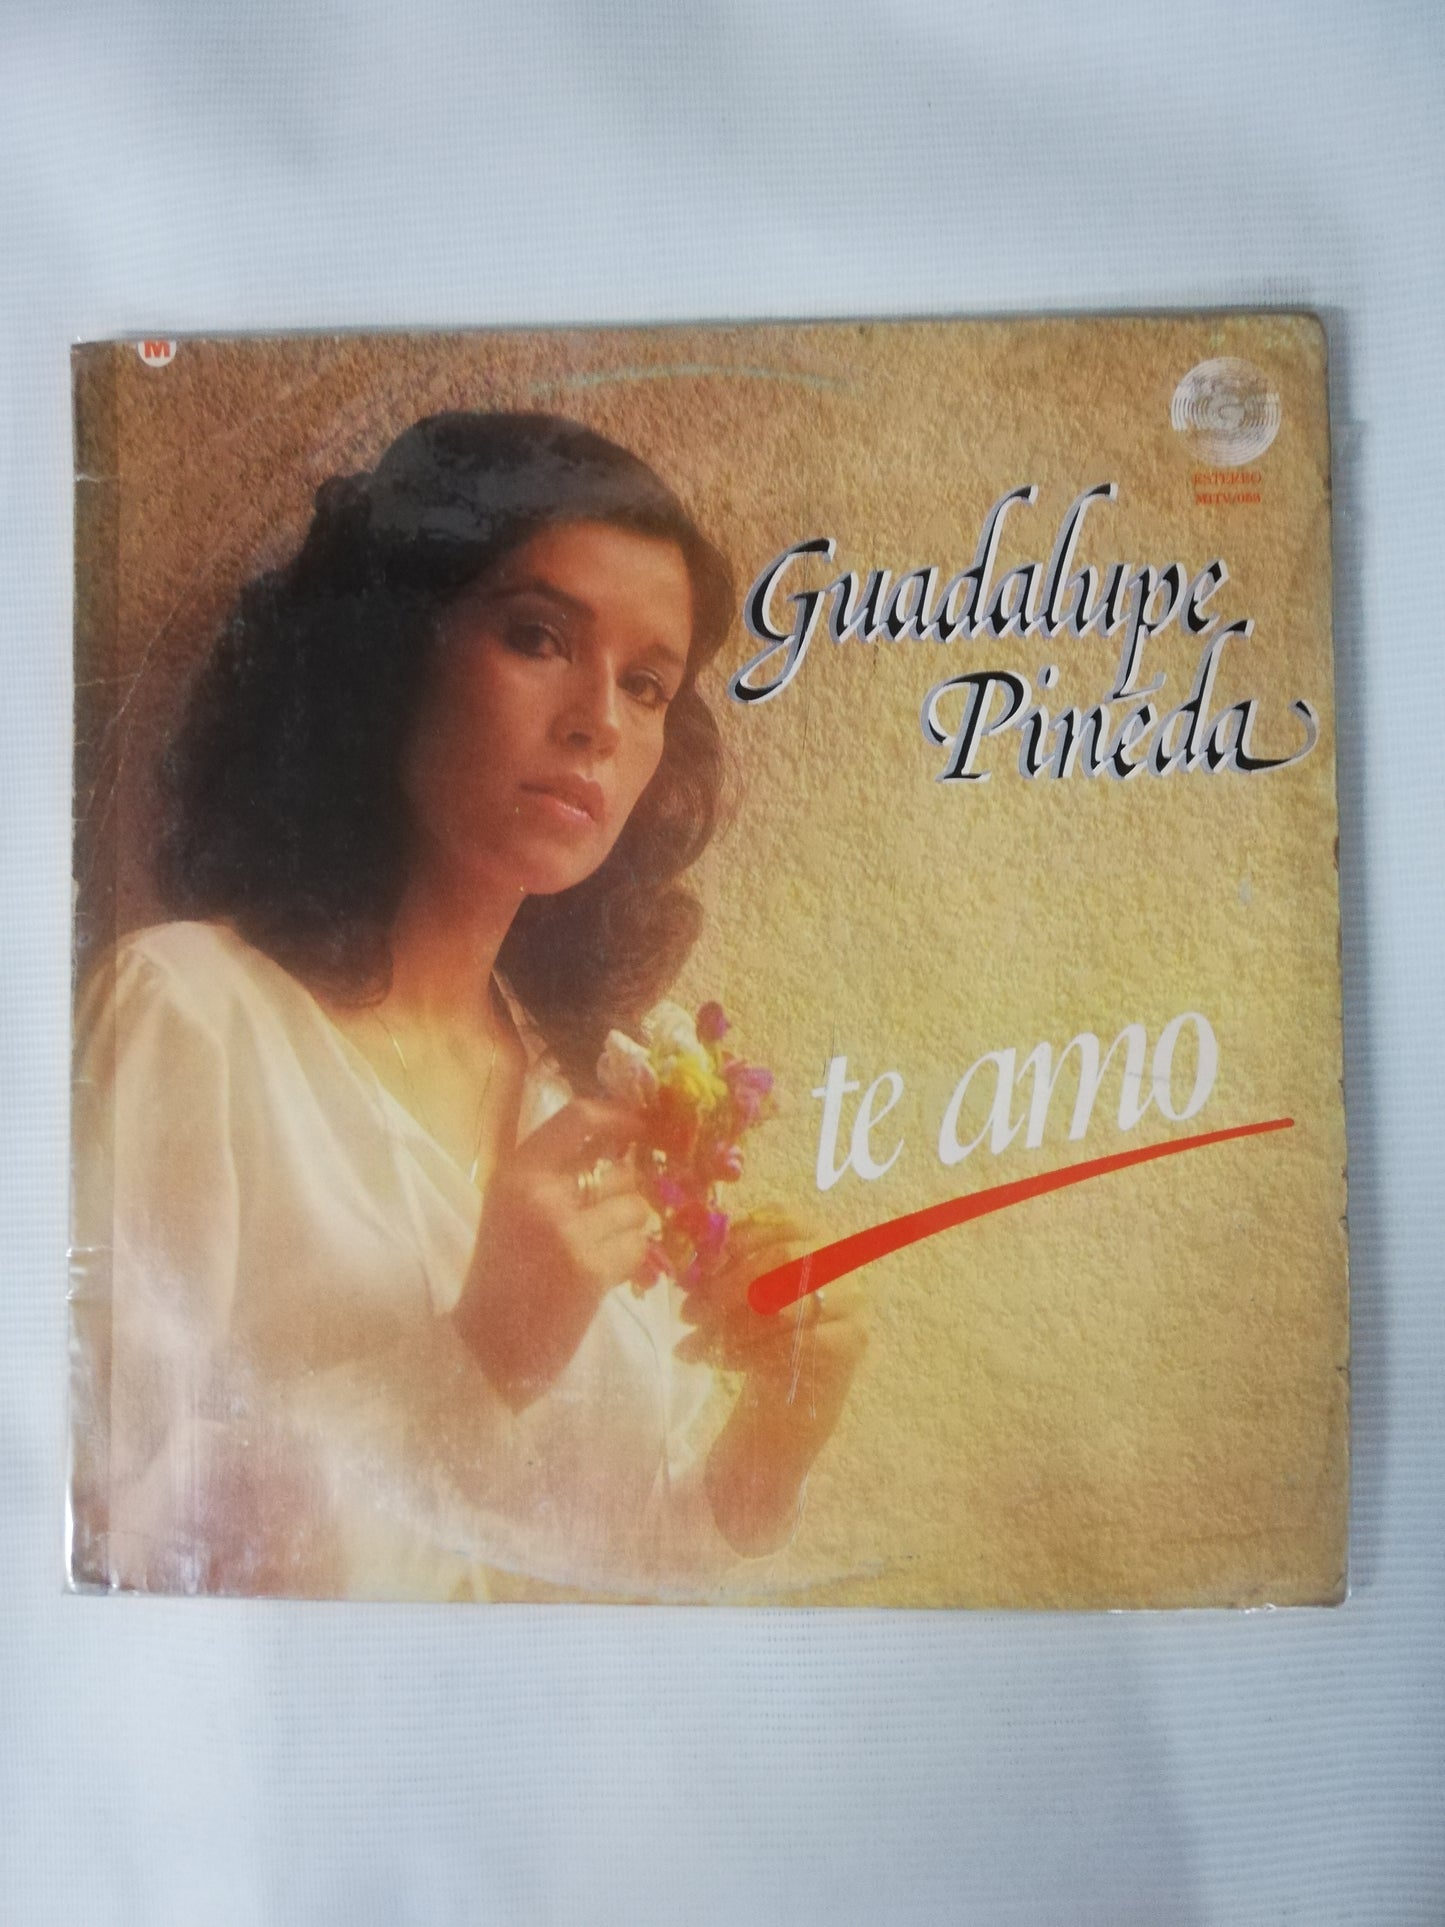 M
ESTEREO
Guadalupe
Pineda
te amo